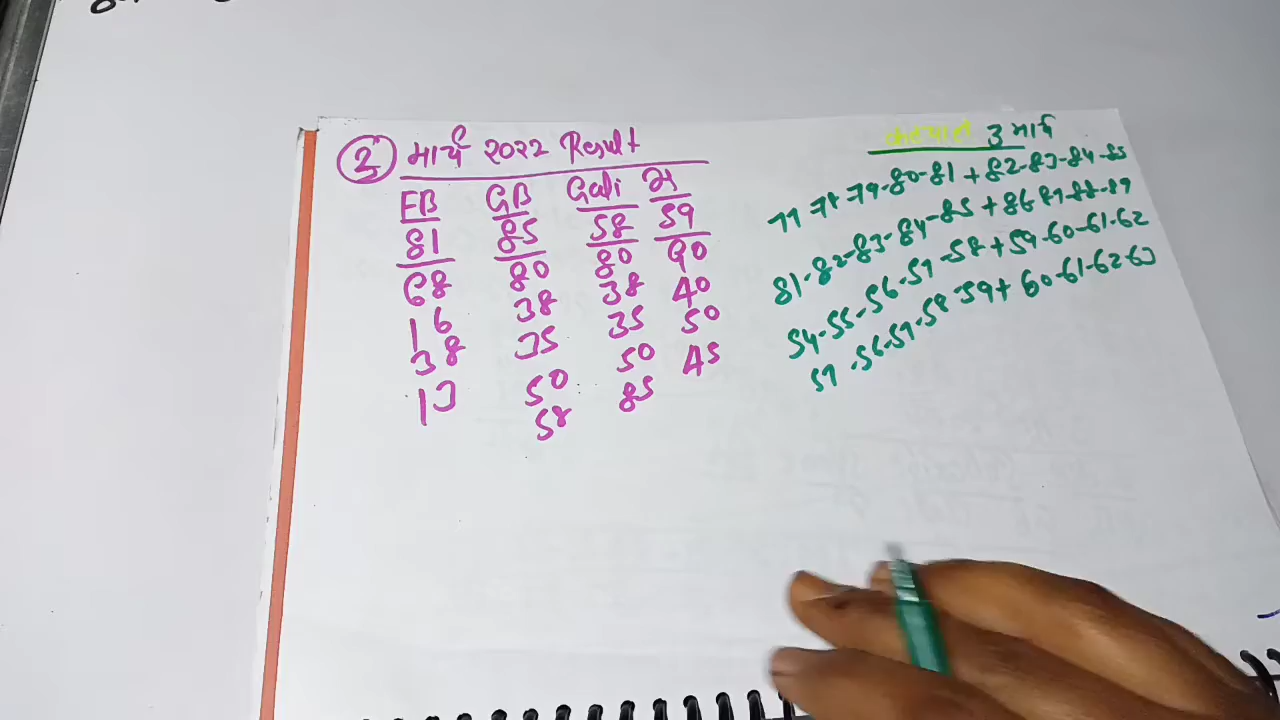 2 मार्च २०२२ Result
FB GB Gali ग
81 85 58 59
68 80 80 90
16 38 38 40
38 35 35 50
13 50 50 45
58 85
3 मार्च
77 78 79-80-81 + 82-83-84-85
81-82-83-84-85 + 86 87-88-89
54-55-56-57-58 + 59-60-61-62
57-56-57-58-59 + 60-61-62-63